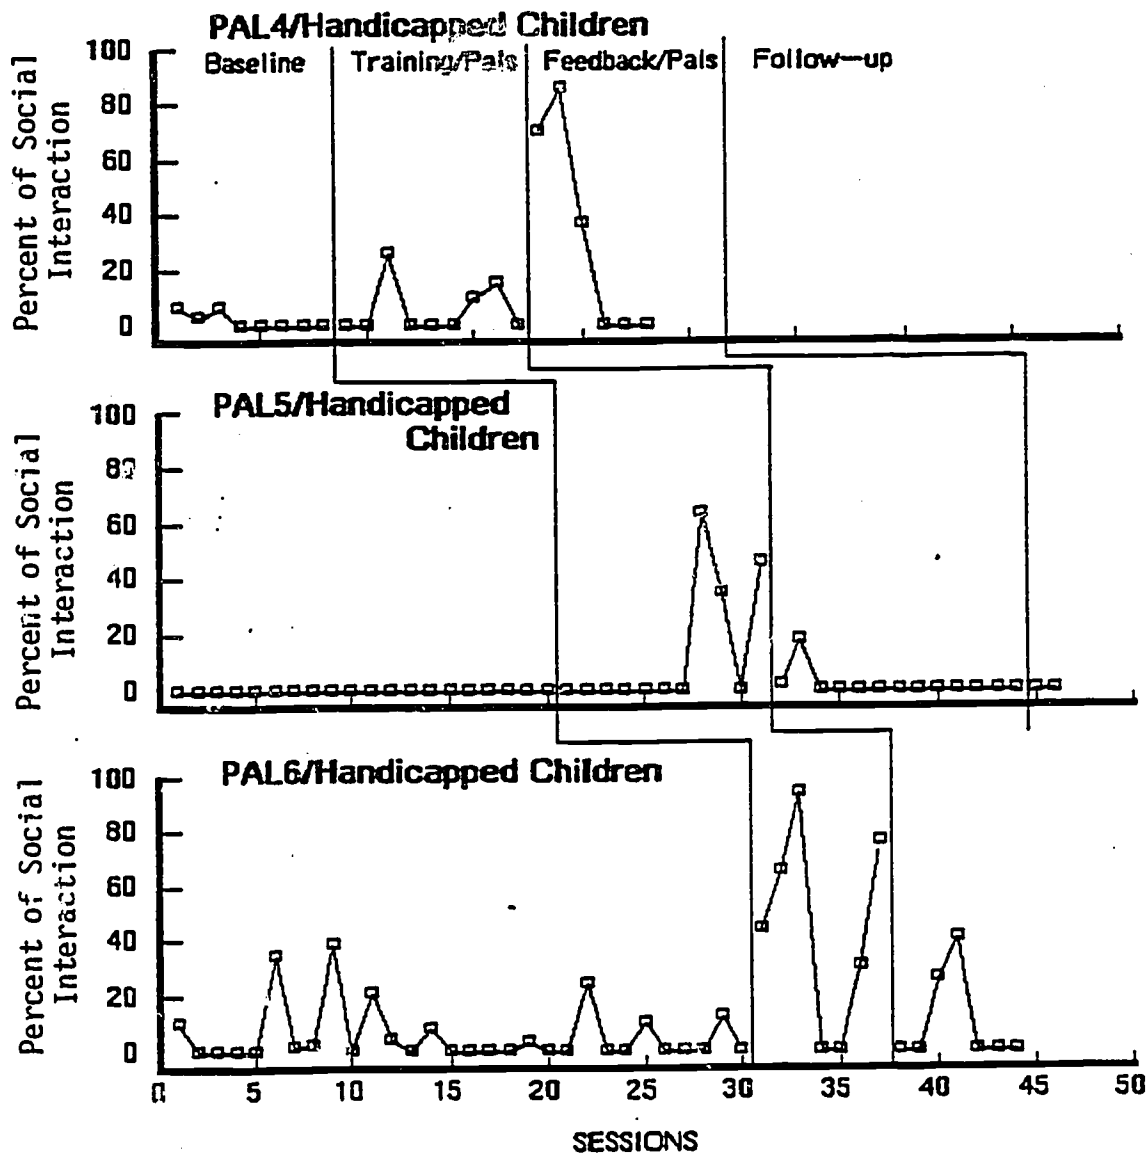 PAL4/Handicapped Children
Baseline Training/Pals Feedback/Pals Follow-up
Percent of Social
Interaction
100
80
60
40
20
0
PAL5/Handicapped
Children
Percent of Social
Interaction
100
80
60
40
20
0
PAL6/Handicapped Children
Percent of Social
Interaction
100
80
60
40
20
0
0 5 10 15 20 25 30 35 40 45 50
SESSIONS